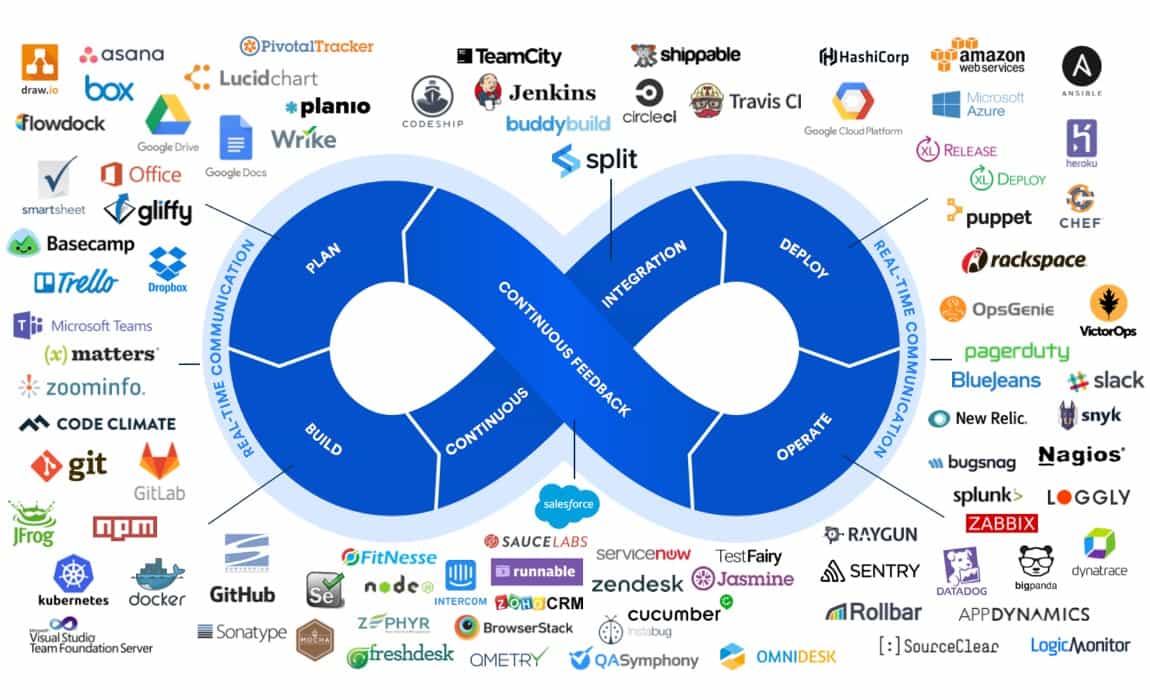 draw.io
asana
PivotalTracker
box
Lucidchart
planio
flowdock
Google Drive
Google Docs
Wrike
smartsheet
Office
gliffy
Basecamp
Trello
Dropbox
Microsoft Teams
(x) matters
zoominfo.
CODE CLIMATE
git
GitLab
JFrog
npm
kubernetes
docker
GitHub
Microsoft
Visual Studio
Team Foundation Server
Sonatype
TeamCity
shippable
CODESHIP
Jenkins
circleci
Travis CI
buddybuild
split
HashiCorp
amazon
web services
ANSIBLE
Google Cloud Platform
Microsoft
Azure
XL RELEASE
heroku
XL DEPLOY
puppet
CHEF
rackspace
OpsGenie
VictorOps
pagerduty
BlueJeans
slack
New Relic.
snyk
bugsnag
Nagios
splunk>
LOGGLY
ZABBIX
RAYGUN
SENTRY
DATADOG
bigpanda
dynatrace
Rollbar
APPDYNAMICS
[:]SourceClear
LogicMonitor
REAL-TIME COMMUNICATION
PLAN
BUILD
CONTINUOUS
INTEGRATION
CONTINUOUS FEEDBACK
DEPLOY
OPERATE
REAL-TIME COMMUNICATION
salesforce
SAUCELABS
FitNesse
servicenow
TestFairy
Se
node
INTERCOM
runnable
zendesk
Jasmine
ZOHO CRM
cucumber
MOCHA
ZEPHYR
BrowserStack
instabug
freshdesk
QMETRY
QASymphony
OMNIDESK